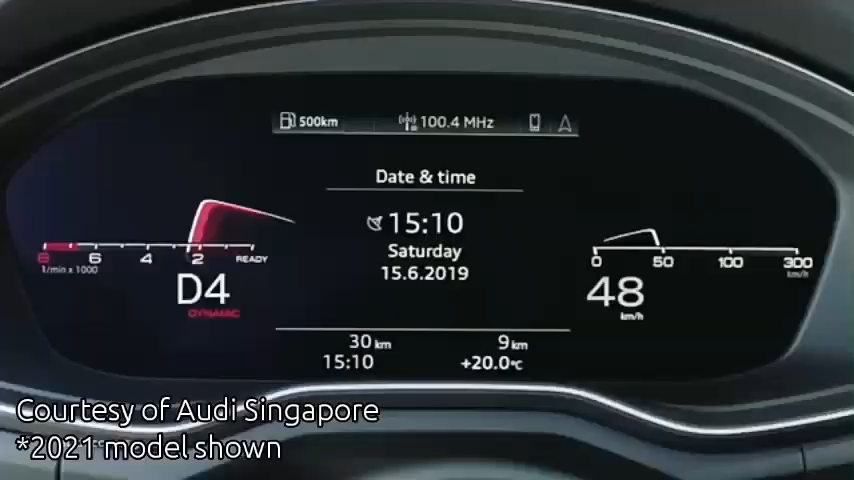 500km 100.4 MHz
Date & time
15:10
Saturday
15.6.2019
8 6 4 2 READY
1/min x 1000
D4
DYNAMIC
0 50 100 300
km/h
48
km/h
30 km 9 km
15:10 +20.0°C
Courtesy of Audi Singapore
*2021 model shown